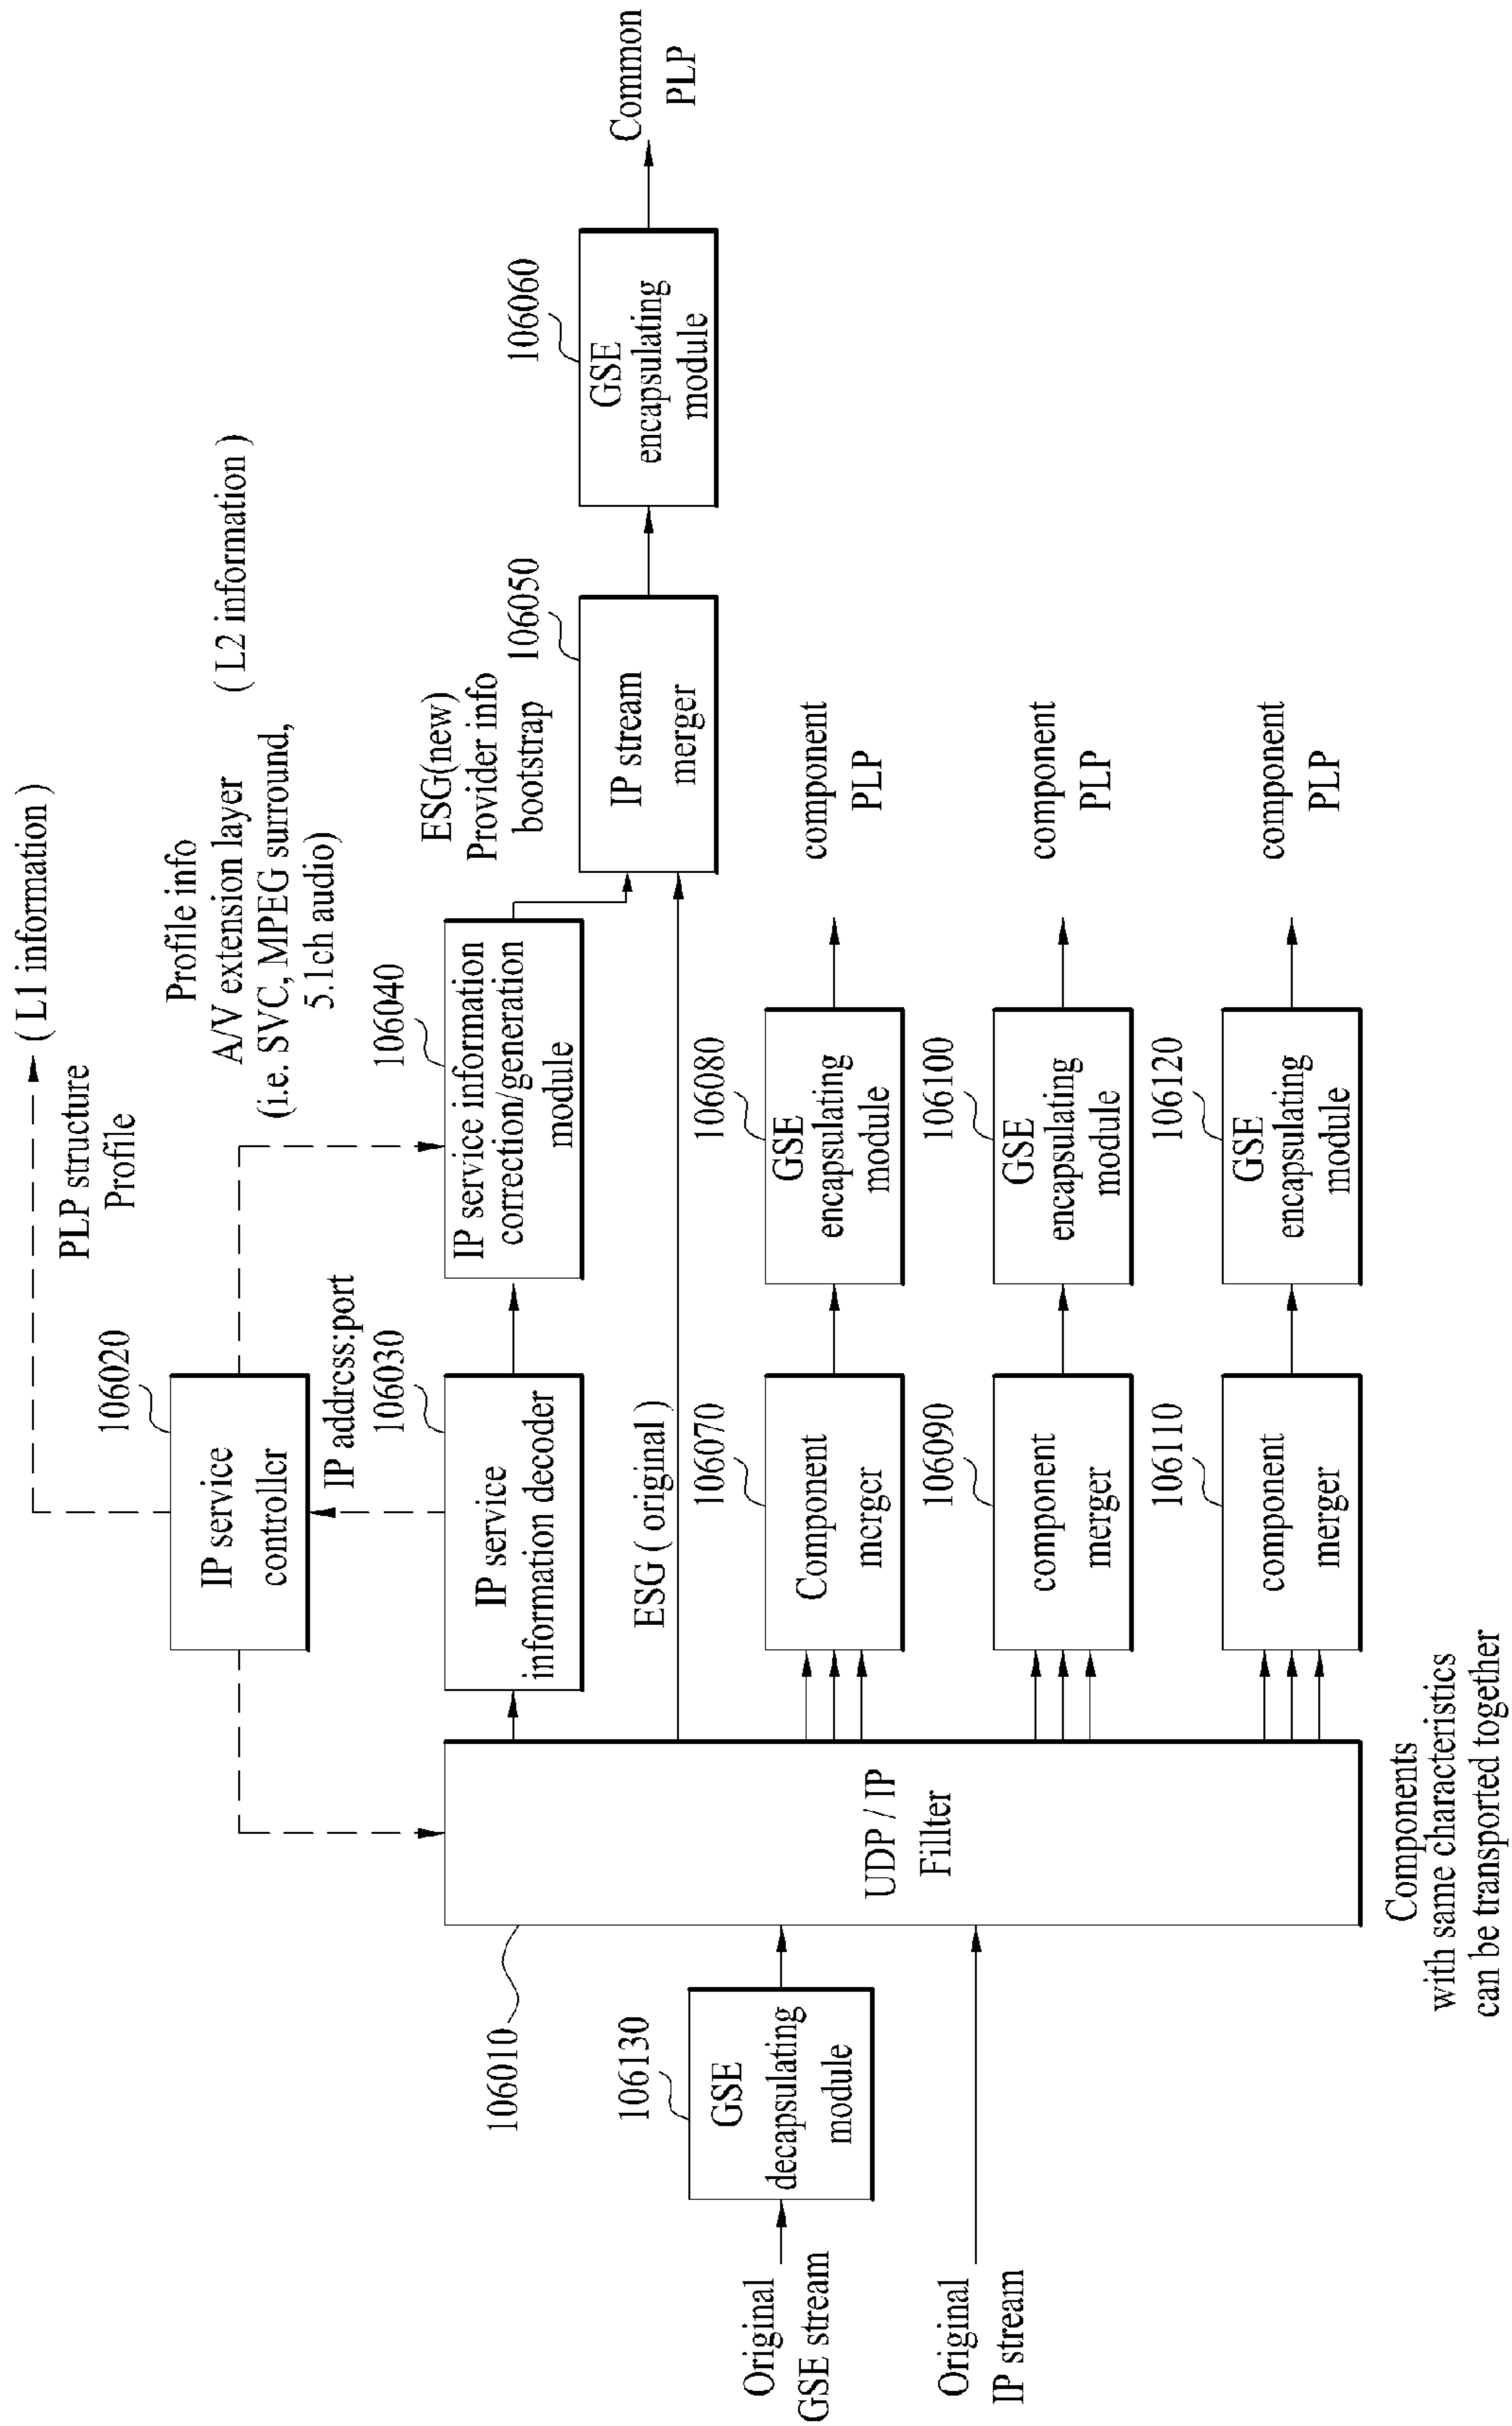 ( L1 information )
PLP structure
Profile
Profile info
A/V extension layer
(i.e. SVC, MPEG surround,
5.1ch audio)
( L2 information )
106020
IP service
controller
IP address:port
106030
IP service
information decoder
106040
IP service information
correction/generation
module
ESG(new)
Provider info
bootstrap
106050
IP stream
merger
106060
GSE
encapsulating
module
Common
PLP
ESG ( original )
106010
UDP / IP
Fillter
106130
GSE
decapsulating
module
Original
GSE stream
Original
IP stream
106070
Component
merger
106080
GSE
encapsulating
module
component
PLP
106090
component
merger
106100
GSE
encapsulating
module
component
PLP
106110
component
merger
106120
GSE
encapsulating
module
component
PLP
Components
with same characteristics
can be transported together